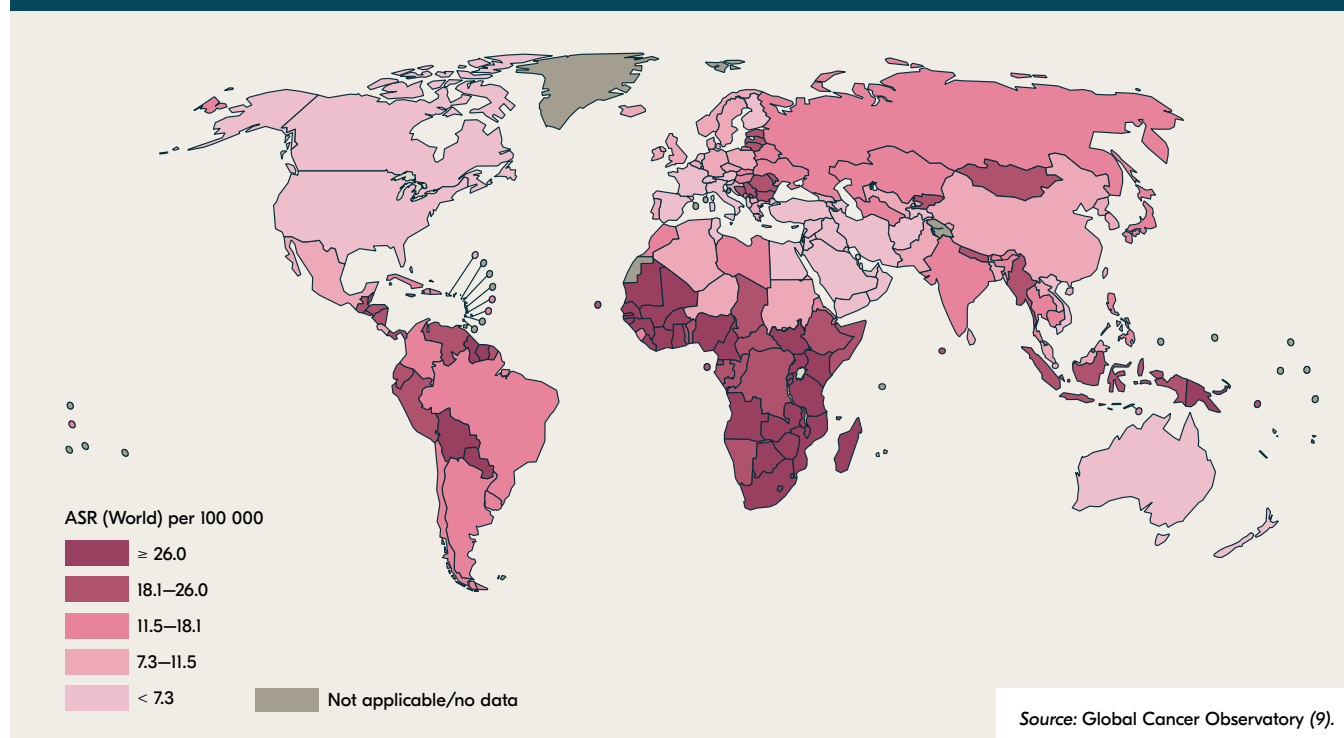 ASR (World) per 100 000
≥ 26.0
18.1–26.0
11.5–18.1
7.3–11.5
< 7.3
Not applicable/no data
Source: Global Cancer Observatory (9).